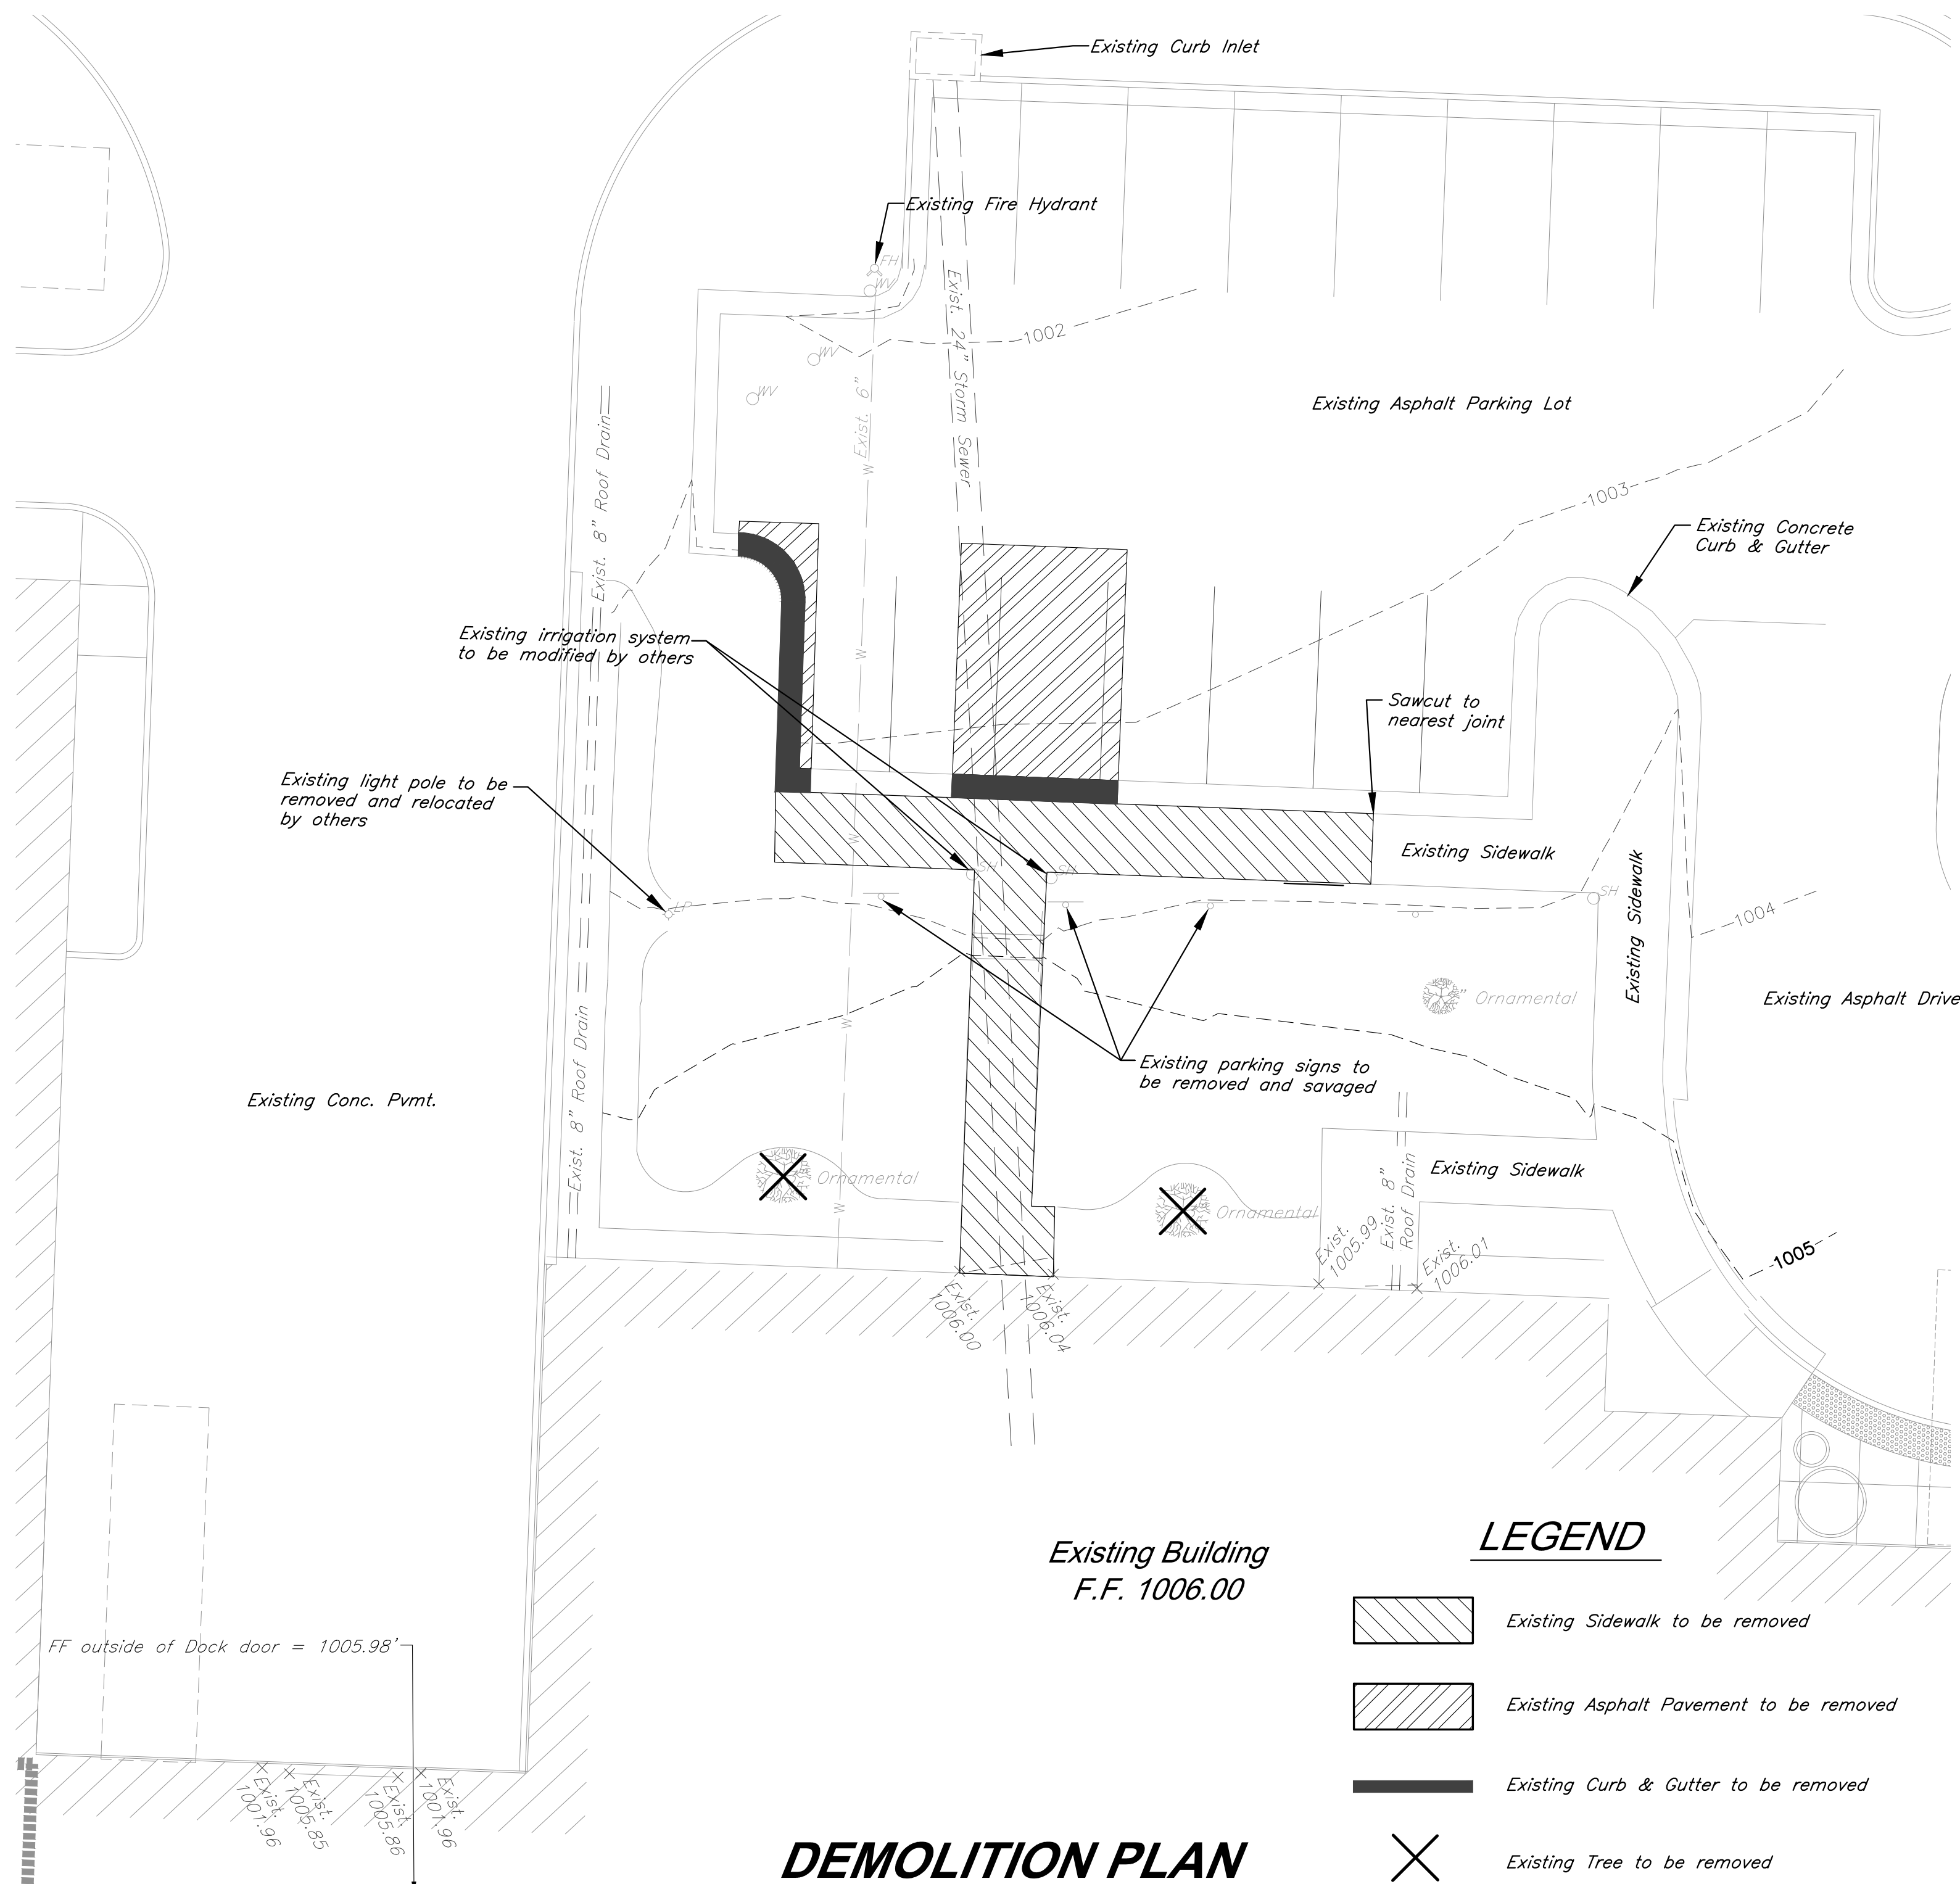 Existing Curb Inlet
Existing Fire Hydrant
FH
WV
WV
WV
Exist. 24" Storm Sewer
1002
Exist. 6"
W
W
W
W
W
Existing Asphalt Parking Lot
1003
Existing Concrete
Curb & Gutter
Exist. 8" Roof Drain
Existing irrigation system
to be modified by others
Sawcut to
nearest joint
Existing light pole to be
removed and relocated
by others
Existing Sidewalk
Existing Sidewalk
SH
SH
SH
LP
1004
" Ornamental
Existing Asphalt Drive
Existing parking signs to
be removed and savaged
Existing Conc. Pvmt.
Exist. 8" Roof Drain
Ornamental
Ornamental
Existing Sidewalk
Exist. 8"
Roof Drain
Exist.
1005.99
Exist.
1006.01
1005
Exist.
1006.00
Exist.
1006.04
Existing Building
F.F. 1006.00
LEGEND
Existing Sidewalk to be removed
Existing Asphalt Pavement to be removed
Existing Curb & Gutter to be removed
Existing Tree to be removed
FF outside of Dock door = 1005.98'
Exist.
1001.96
Exist.
1005.85
Exist.
1005.86
Exist.
1001.96
DEMOLITION PLAN